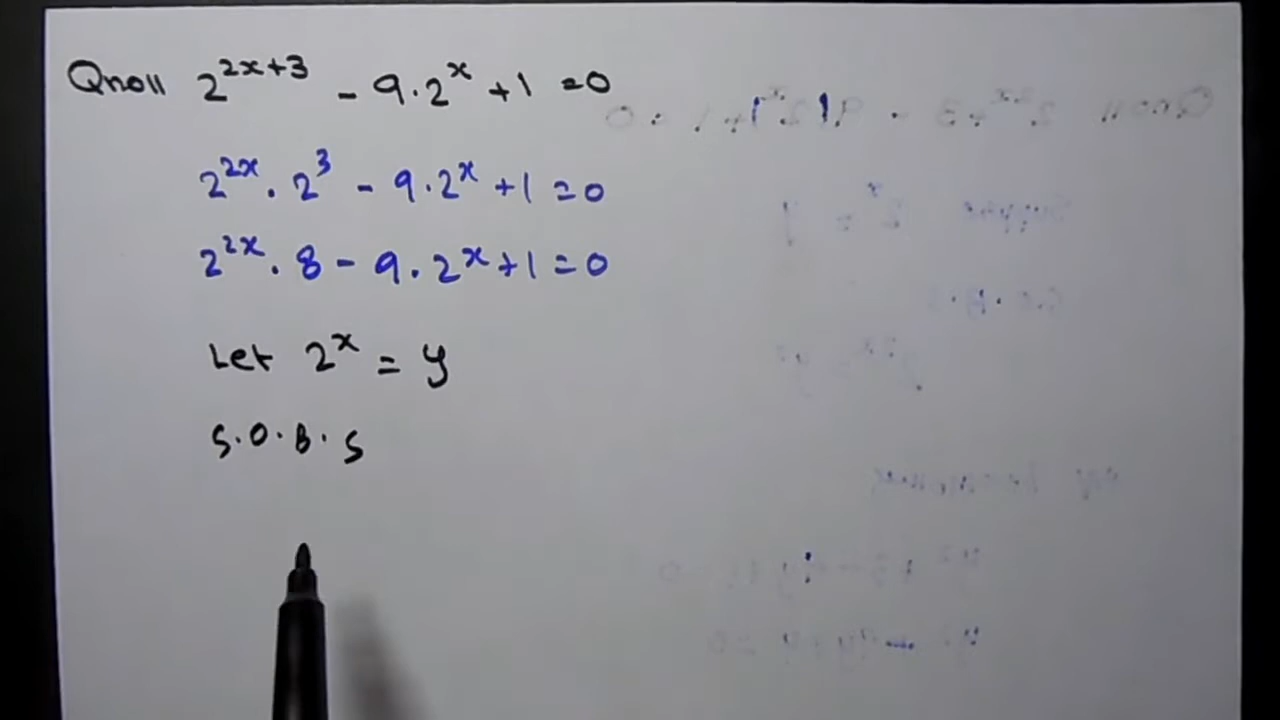 Qno11 2^{2x+3} - 9.2^x +1 =0
2^{2x} . 2^3 - 9.2^x +1 =0
2^{2x} . 8 - 9.2^x +1 =0
Let 2^x = y
S.O.B.S